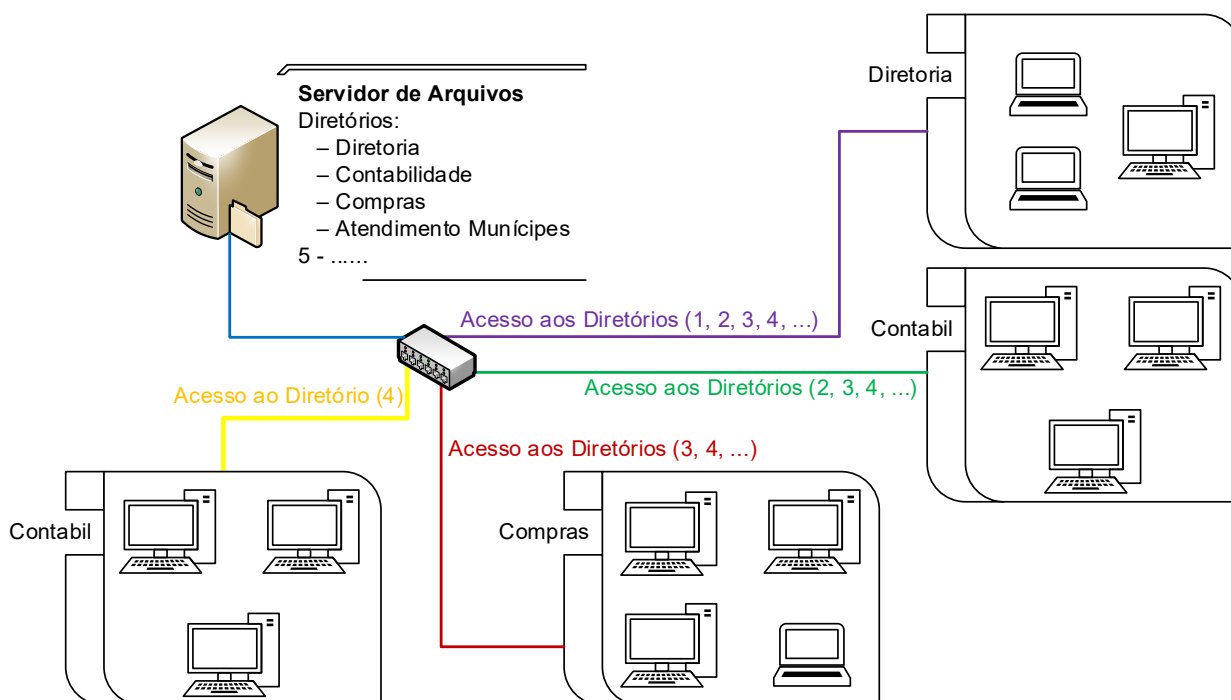 Servidor de Arquivos
Diretórios:
– Diretoria
– Contabilidade
– Compras
– Atendimento Munícipes
5 - ......
Diretoria
Acesso aos Diretórios (1, 2, 3, 4, ...)
Contabil
Acesso aos Diretórios (2, 3, 4, ...)
Acesso ao Diretório (4)
Acesso aos Diretórios (3, 4, ...)
Contabil
Compras